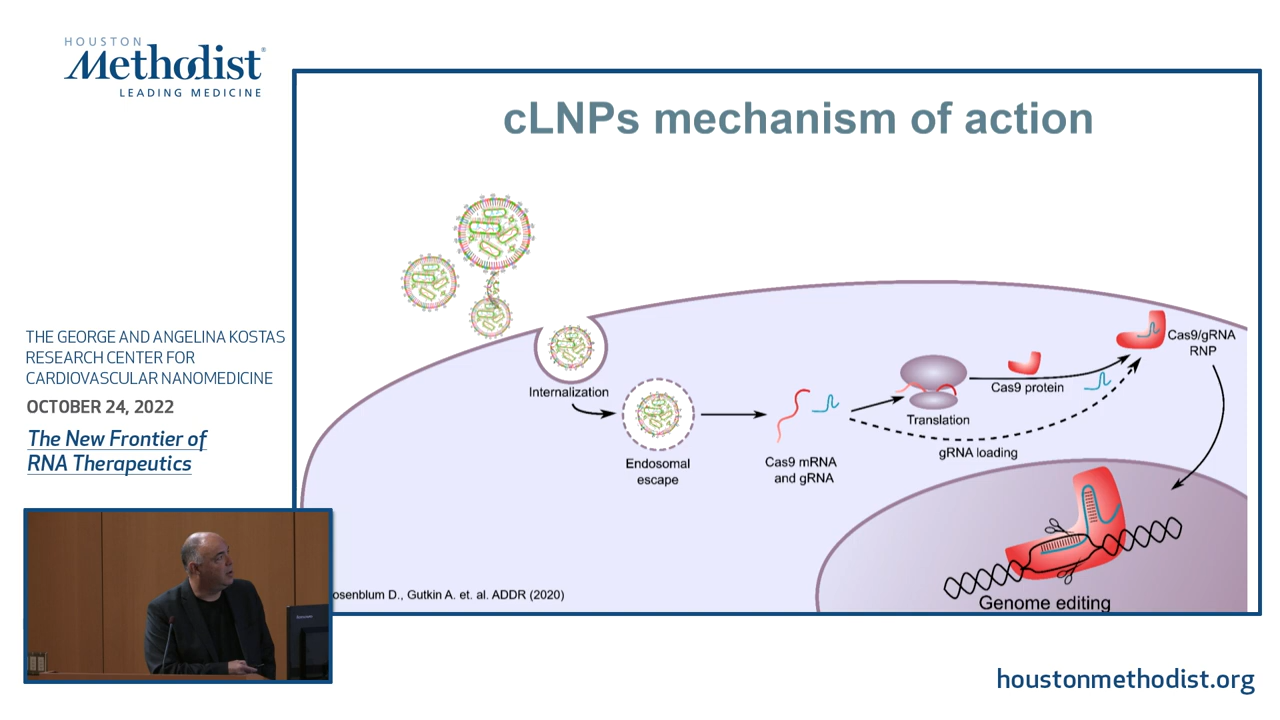 HOUSTON
Methodist®
LEADING MEDICINE
THE GEORGE AND ANGELINA KOSTAS
RESEARCH CENTER FOR
CARDIOVASCULAR NANOMEDICINE
OCTOBER 24, 2022
The New Frontier of
RNA Therapeutics
cLNPs mechanism of action
Internalization
Endosomal
escape
Cas9 mRNA
and gRNA
Translation
Cas9 protein
gRNA loading
Cas9/gRNA
RNP
Genome editing
osenblum D., Gutkin A. et. al. ADDR (2020)
houstonmethodist.org